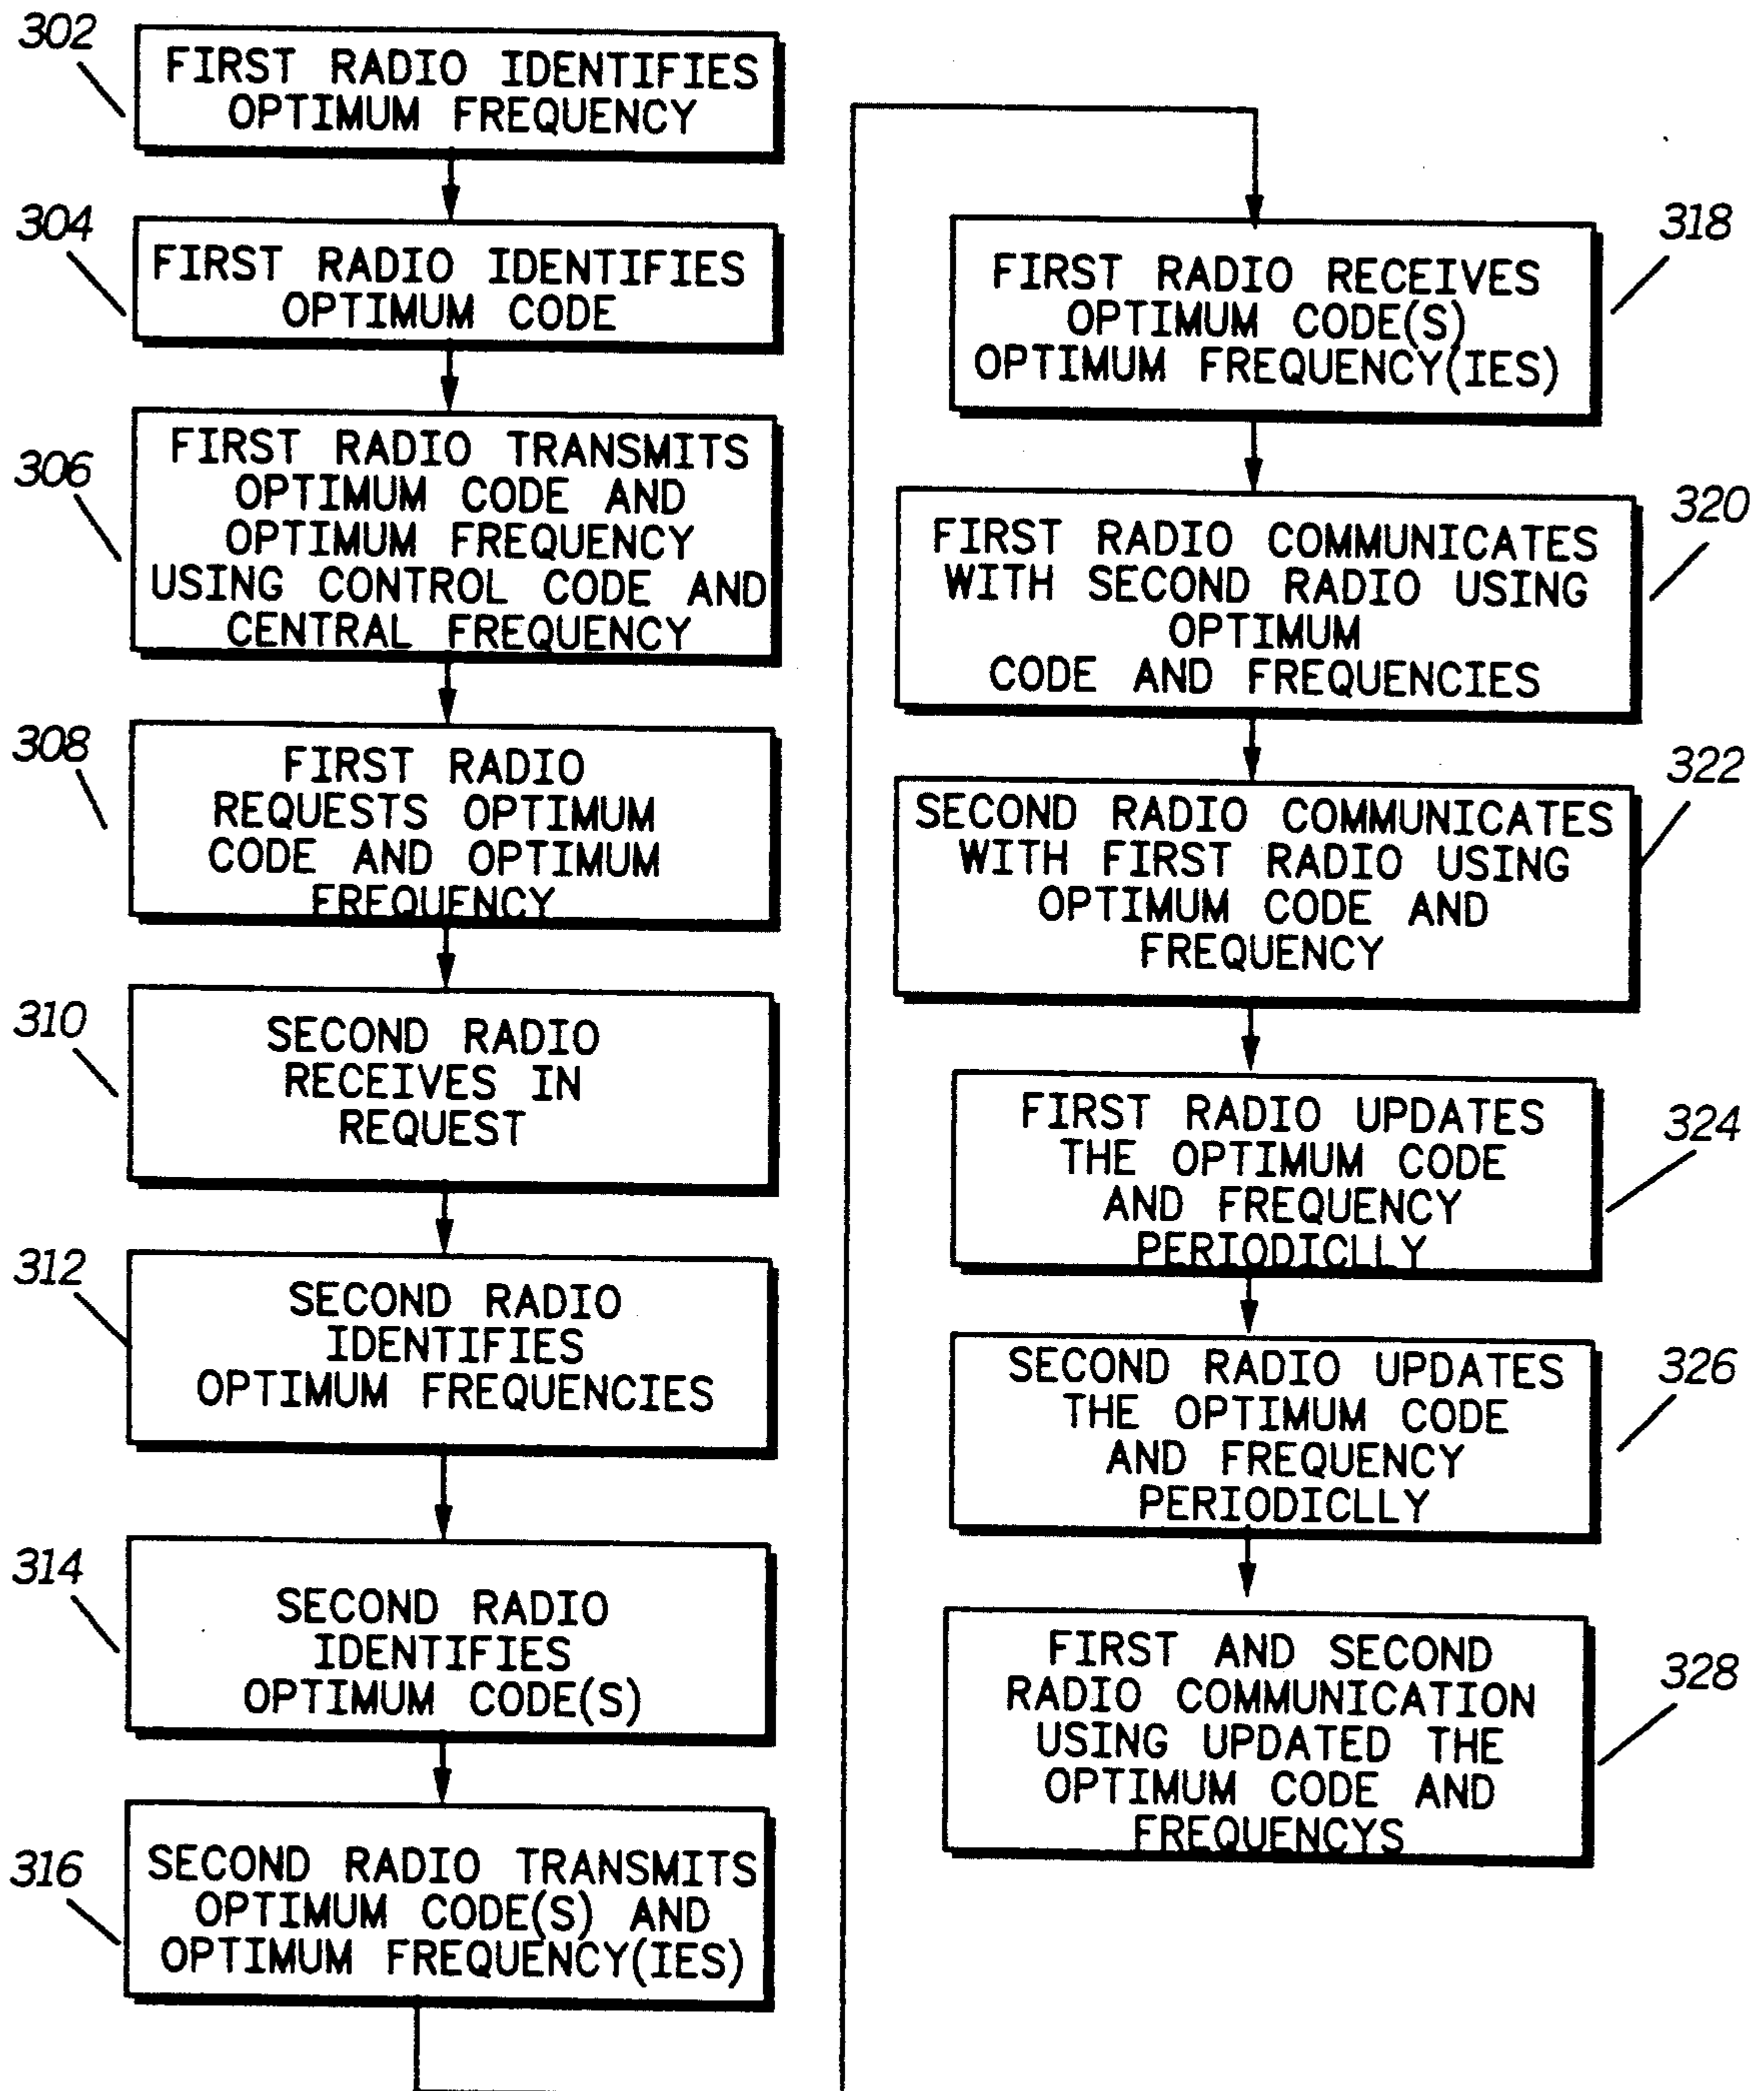 302
FIRST RADIO IDENTIFIES
OPTIMUM FREQUENCY
304
FIRST RADIO IDENTIFIES
OPTIMUM CODE
306
FIRST RADIO TRANSMITS
OPTIMUM CODE AND
OPTIMUM FREQUENCY
USING CONTROL CODE AND
CENTRAL FREQUENCY
308
FIRST RADIO
REQUESTS OPTIMUM
CODE AND OPTIMUM
FREQUENCY
310
SECOND RADIO
RECEIVES IN
REQUEST
312
SECOND RADIO
IDENTIFIES
OPTIMUM FREQUENCIES
314
SECOND RADIO
IDENTIFIES
OPTIMUM CODE(S)
316
SECOND RADIO TRANSMITS
OPTIMUM CODE(S) AND
OPTIMUM FREQUENCY(IES)
318
FIRST RADIO RECEIVES
OPTIMUM CODE(S)
OPTIMUM FREQUENCY(IES)
320
FIRST RADIO COMMUNICATES
WITH SECOND RADIO USING
OPTIMUM
CODE AND FREQUENCIES
322
SECOND RADIO COMMUNICATES
WITH FIRST RADIO USING
OPTIMUM CODE AND
FREQUENCY
324
FIRST RADIO UPDATES
THE OPTIMUM CODE
AND FREQUENCY
PERIODICLLY
326
SECOND RADIO UPDATES
THE OPTIMUM CODE
AND FREQUENCY
PERIODICLLY
328
FIRST AND SECOND
RADIO COMMUNICATION
USING UPDATED THE
OPTIMUM CODE AND
FREQUENCYS